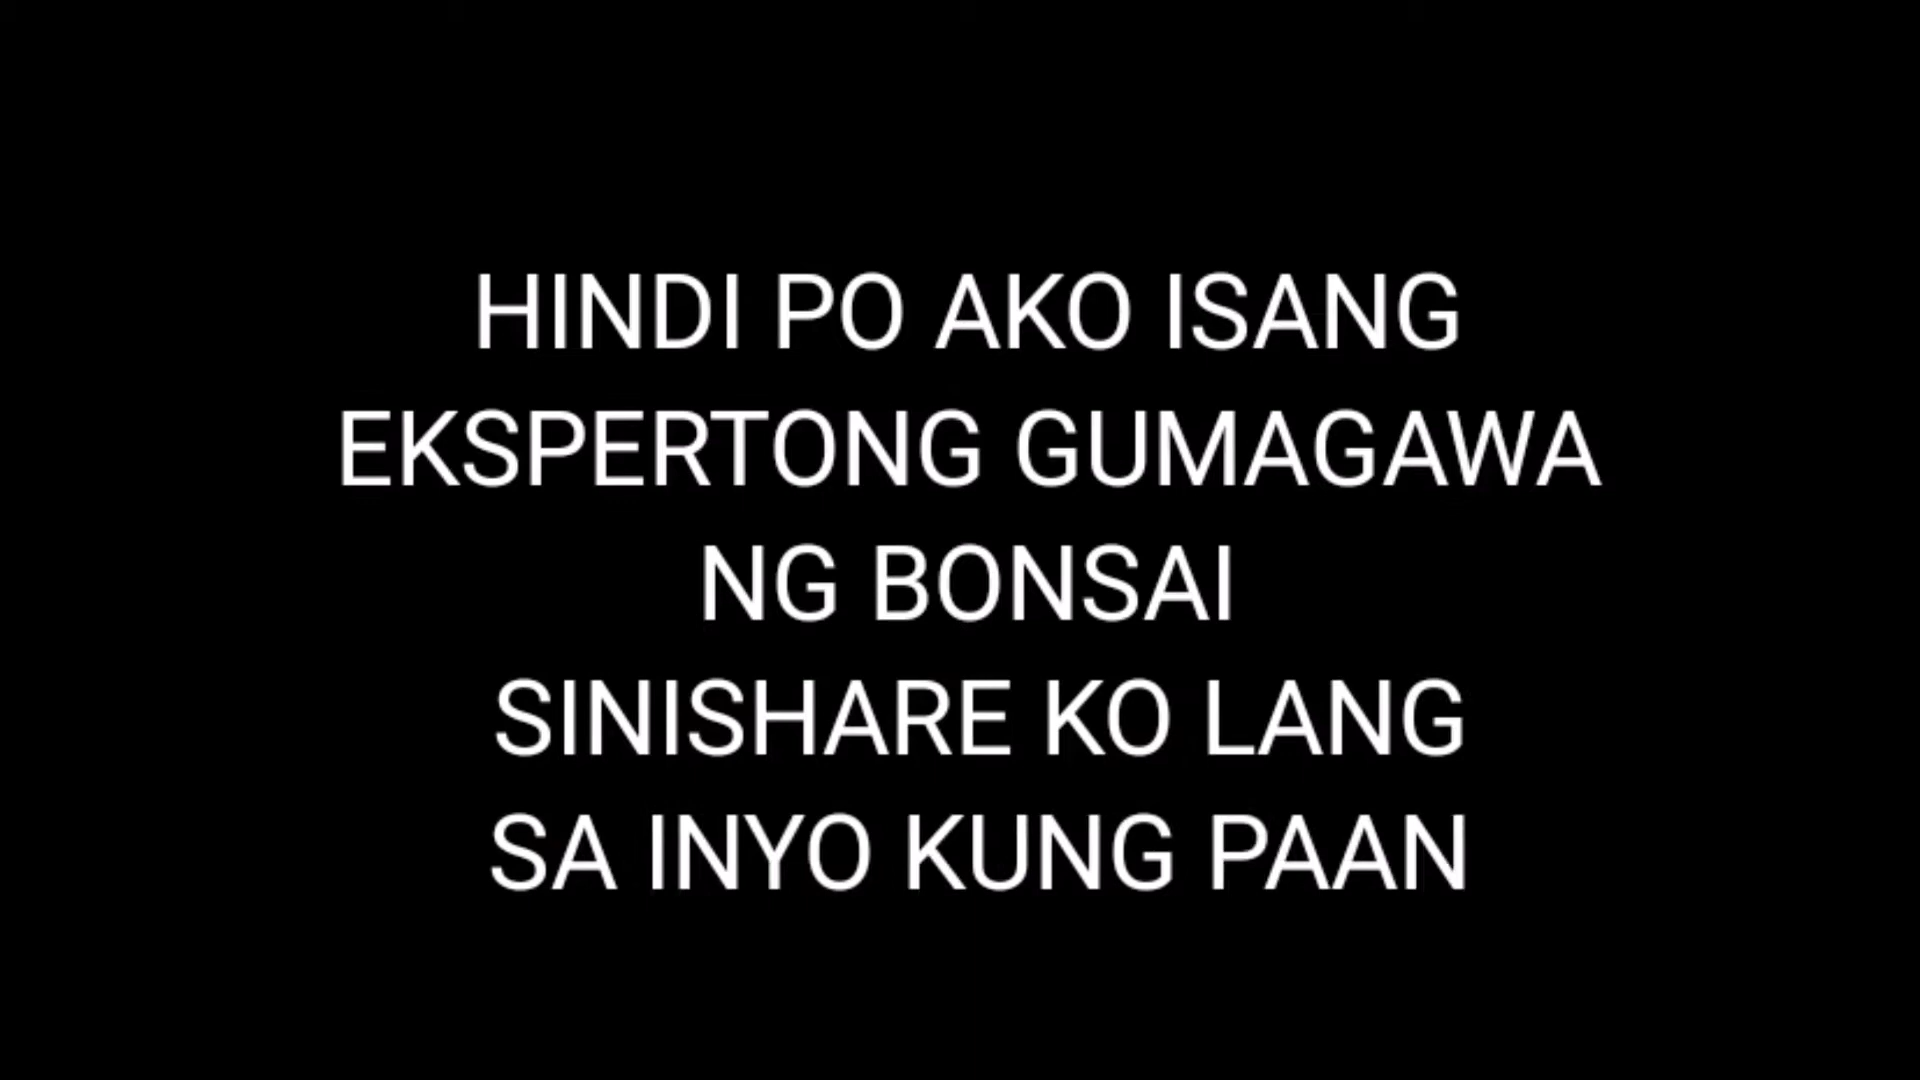 HINDI PO AKO ISANG
EKSPERTONG GUMAGAWA
NG BONSAI
SINISHARE KO LANG
SA INYO KUNG PAAN